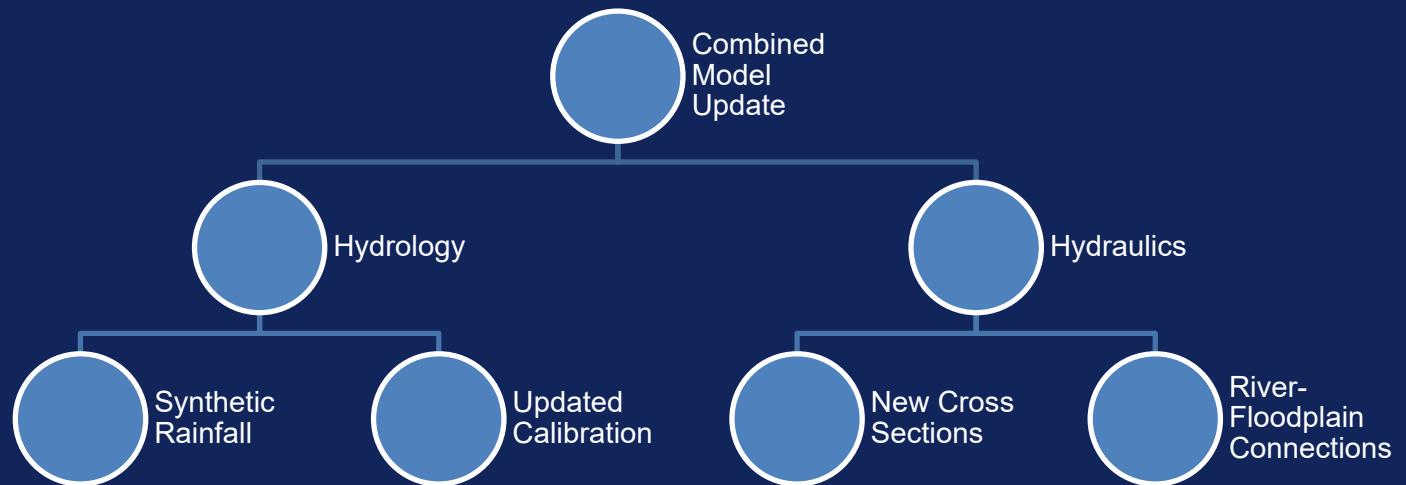 Combined
Model
Update
Hydrology
Hydraulics
Synthetic
Rainfall
Updated
Calibration
New Cross
Sections
River-
Floodplain
Connections